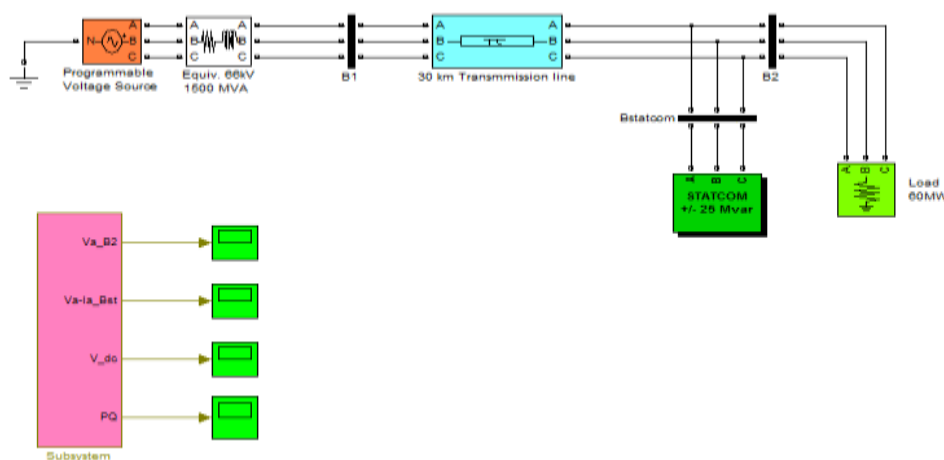 A A A A A A
N B B B B B B
C C C C C C
Programmable
Voltage Source
Equiv. 66kV
1500 MVA
B1
30 km Transmmission line
B2
Bstatcom
A B C
STATCOM
+/- 25 Mvar
A B C
Load
60MW
Va_B2
Va-Ia_Bst
V_dc
PQ
Subsystem